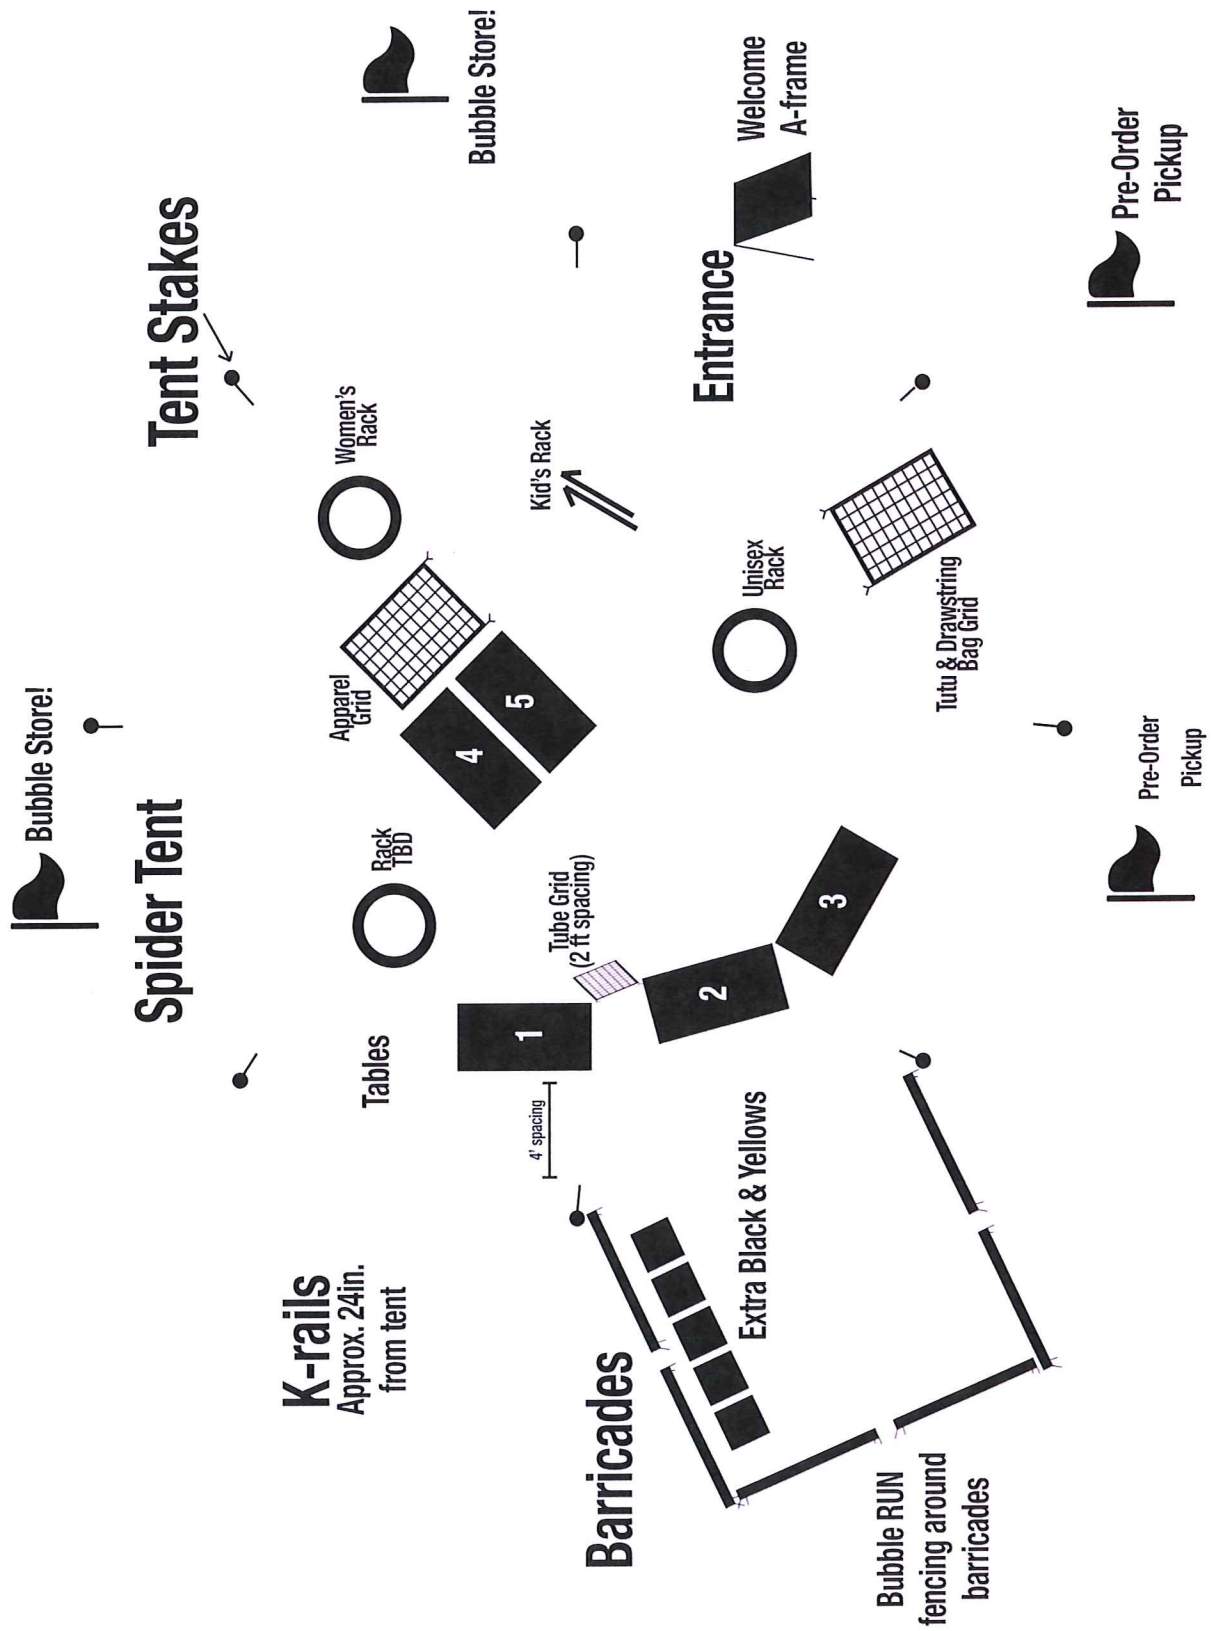 Bubble Store!
Spider Tent
Tent Stakes
Bubble Store!
K-rails
Approx. 24in.
from tent
Tables
Rack
TBD
Apparel
Grid
Women's
Rack
4
5
Kid's Rack
4' spacing
1
Tube Grid
(2 ft spacing)
Barricades
Extra Black & Yellows
2
3
Unisex
Rack
Entrance
Welcome
A-frame
Tutu & Drawstring
Bag Grid
Bubble RUN
fencing around
barricades
Pre-Order
Pickup
Pre-Order
Pickup